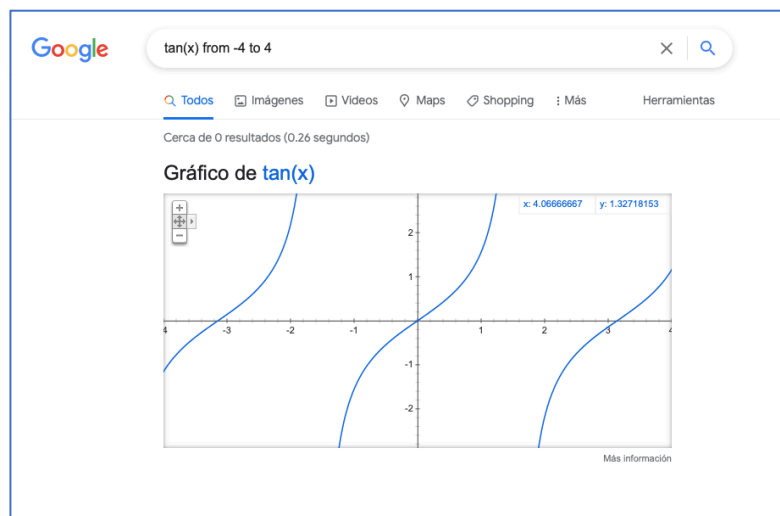 Google
tan(x) from -4 to 4
Todos Imágenes Videos Maps Shopping Más Herramientas
Cerca de 0 resultados (0.26 segundos)
Gráfico de tan(x)
x: 4.06666667 y: 1.32718153
2
1
4 -3 -2 -1 0 1 2 3 4
-1
-2
Más información